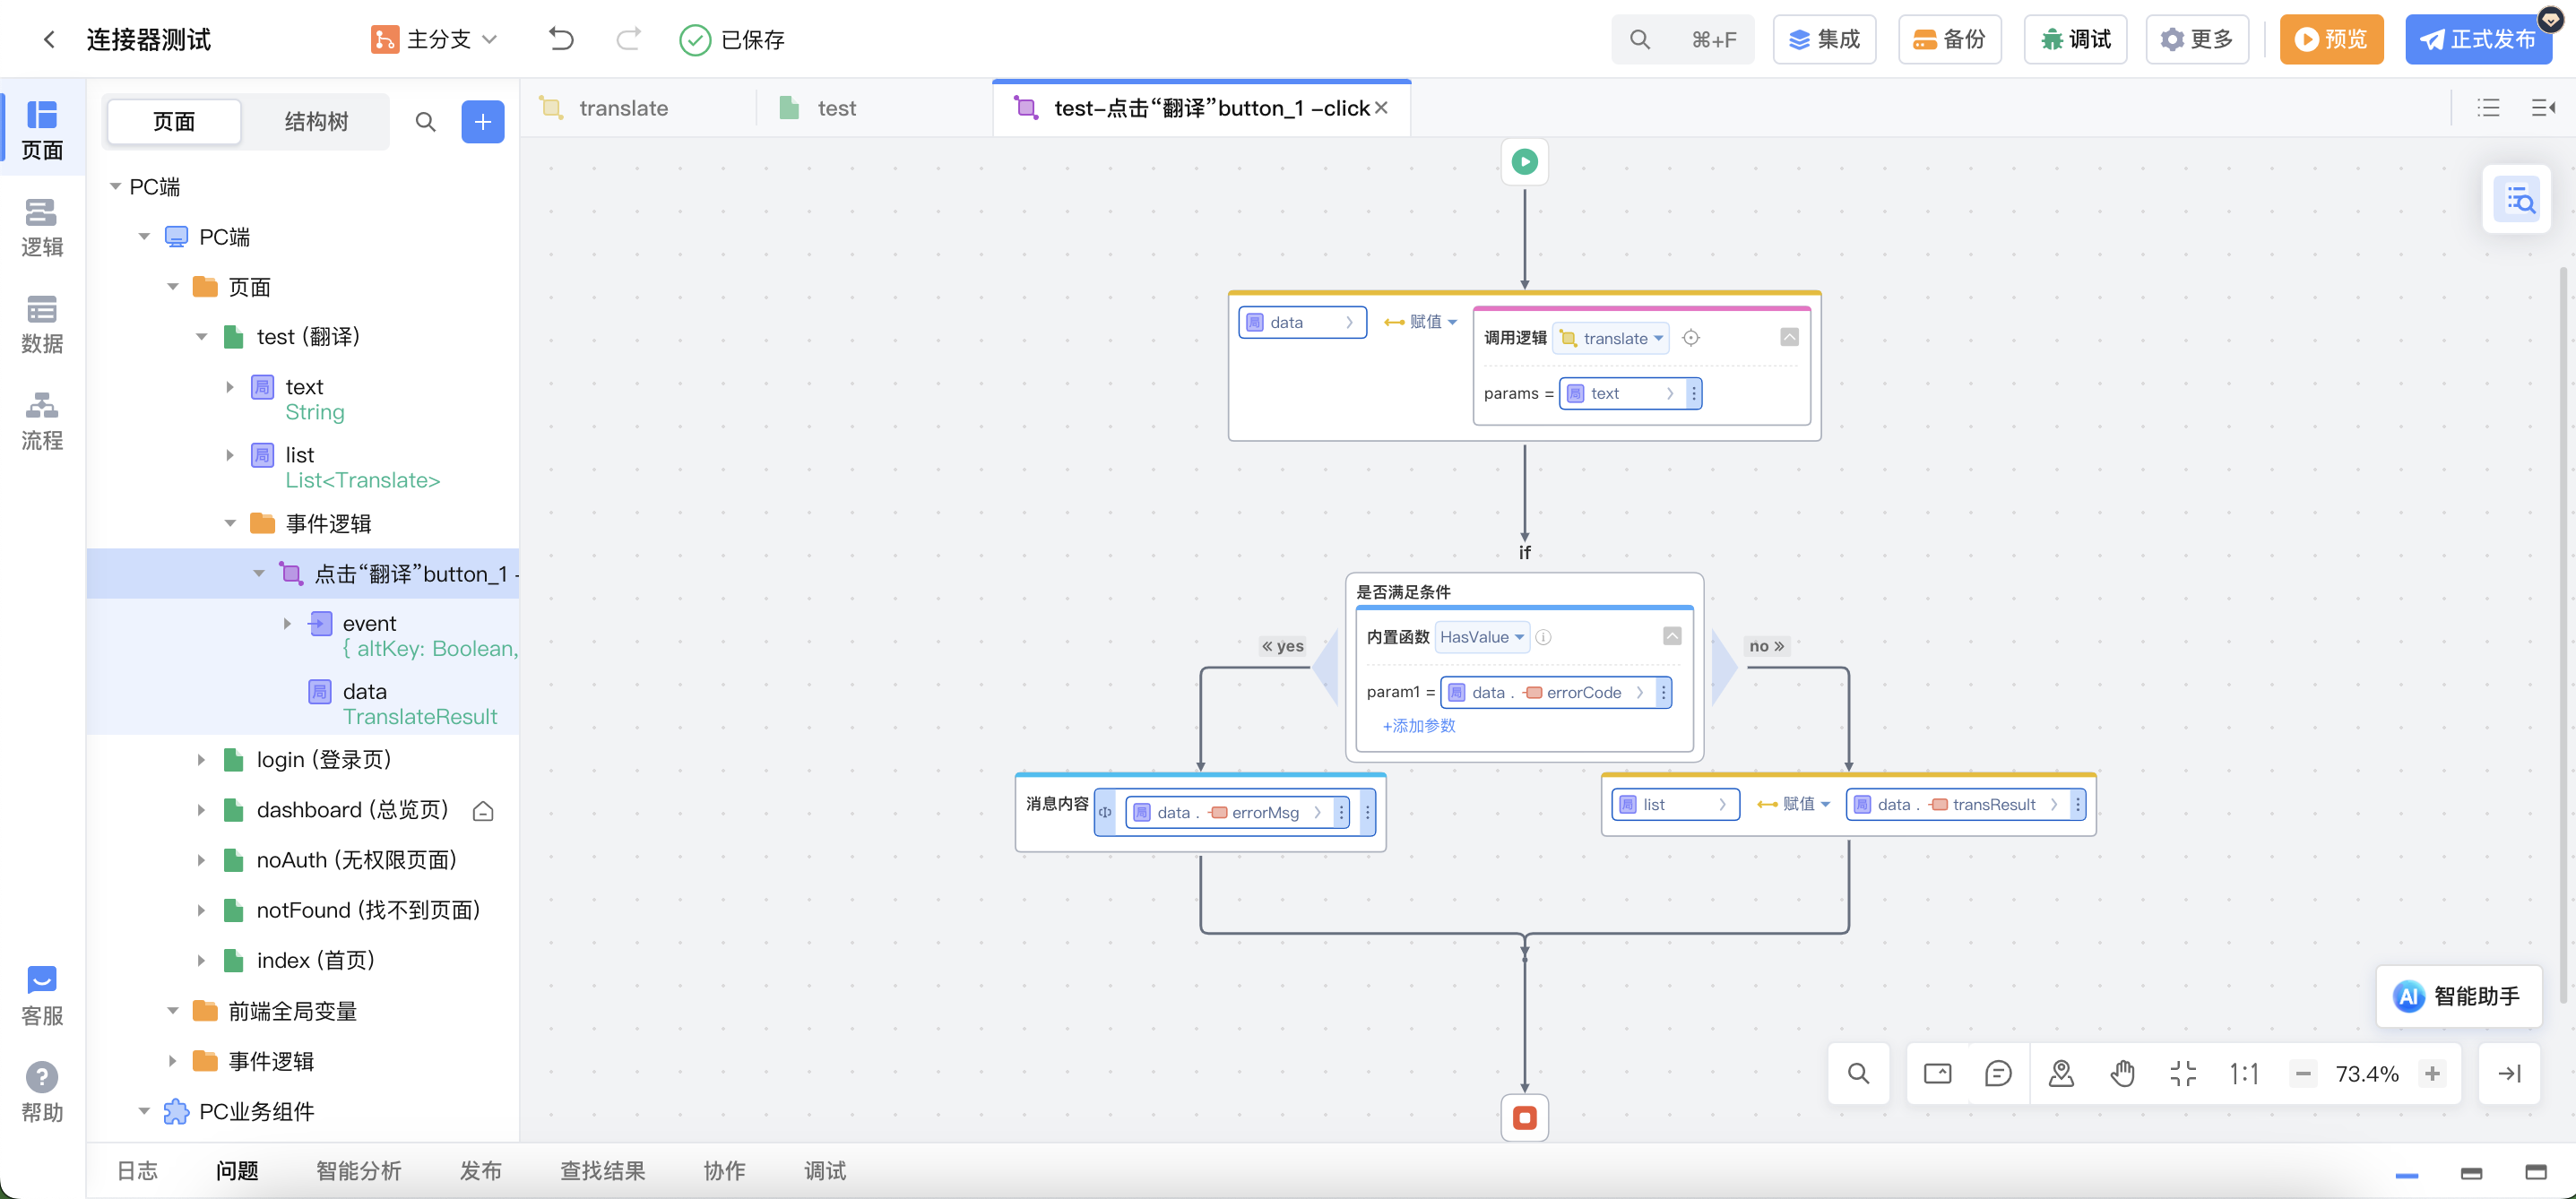 连接器测试
主分支
已保存
⌘+F
集成
备份
调试
更多
预览
正式发布
页面
逻辑
数据
流程
客服
帮助
页面
结构树
PC端
PC端
页面
test (翻译)
text
String
list
List<Translate>
事件逻辑
点击“翻译”button_1 -
event
{ altKey: Boolean,
局 data
TranslateResult
login (登录页)
dashboard (总览页)
noAuth (无权限页面)
notFound (找不到页面)
index (首页)
前端全局变量
事件逻辑
PC业务组件
translate
test
test-点击“翻译”button_1 -click
局 data 赋值
调用逻辑 translate
params = 局 text
if
是否满足条件
内置函数 HasValue
param1 = 局 data . errorCode
+添加参数
« yes
no »
消息内容 局 data . errorMsg
局 list 赋值 局 data . transResult
AI 智能助手
1:1
73.4%
日志
问题
智能分析
发布
查找结果
协作
调试